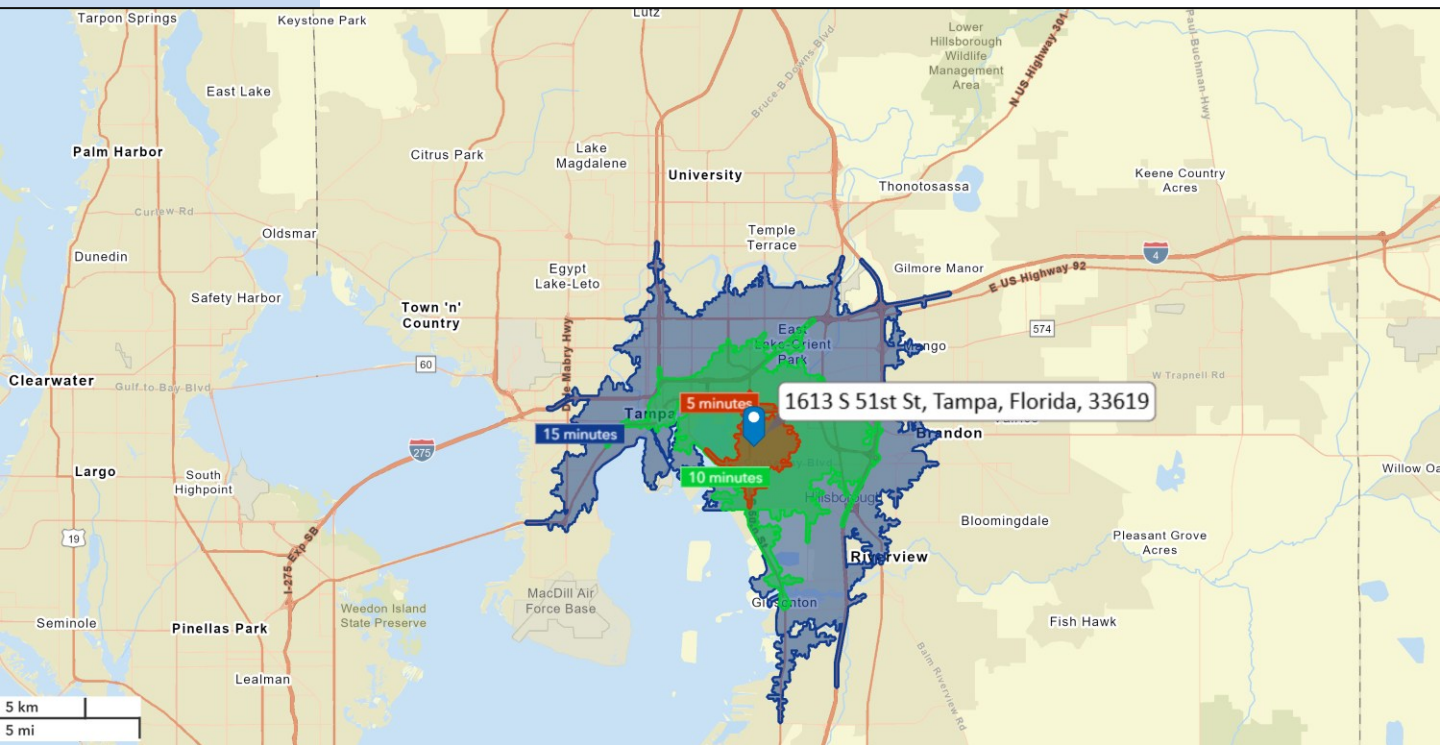 Tarpon Springs
Keystone Park
Lutz
Lower
Hillsborough
Wildlife
Management
Area
N US Highway 301
Paul Buchman Hwy
Bruce B Downs Blvd
East Lake
Palm Harbor
Citrus Park
Lake
Magdalene
University
Thonotosassa
Keene Country
Acres
Curlew Rd
Oldsmar
Dunedin
Temple
Terrace
Egypt
Lake-Leto
Gilmore Manor
E US Highway 92
4
Safety Harbor
Town 'n'
Country
Dale Mabry Hwy
East
Lake-Orient
Park
Mango
574
60
Clearwater
Gulf to Bay Blvd
W Trapnell Rd
5 minutes
1613 S 51st St, Tampa, Florida, 33619
Tampa
15 minutes
Brandon
275
Largo
South
Highpoint
10 minutes
Hillsborough
Willow Oa
19
I-275 Exp SB
50th St
Bloomingdale
Pleasant Grove
Acres
Riverview
MacDill Air
Force Base
Gibsonton
Weedon Island
State Preserve
Seminole
Pinellas Park
Fish Hawk
Balm Riverview Rd
Lealman
5 km
5 mi